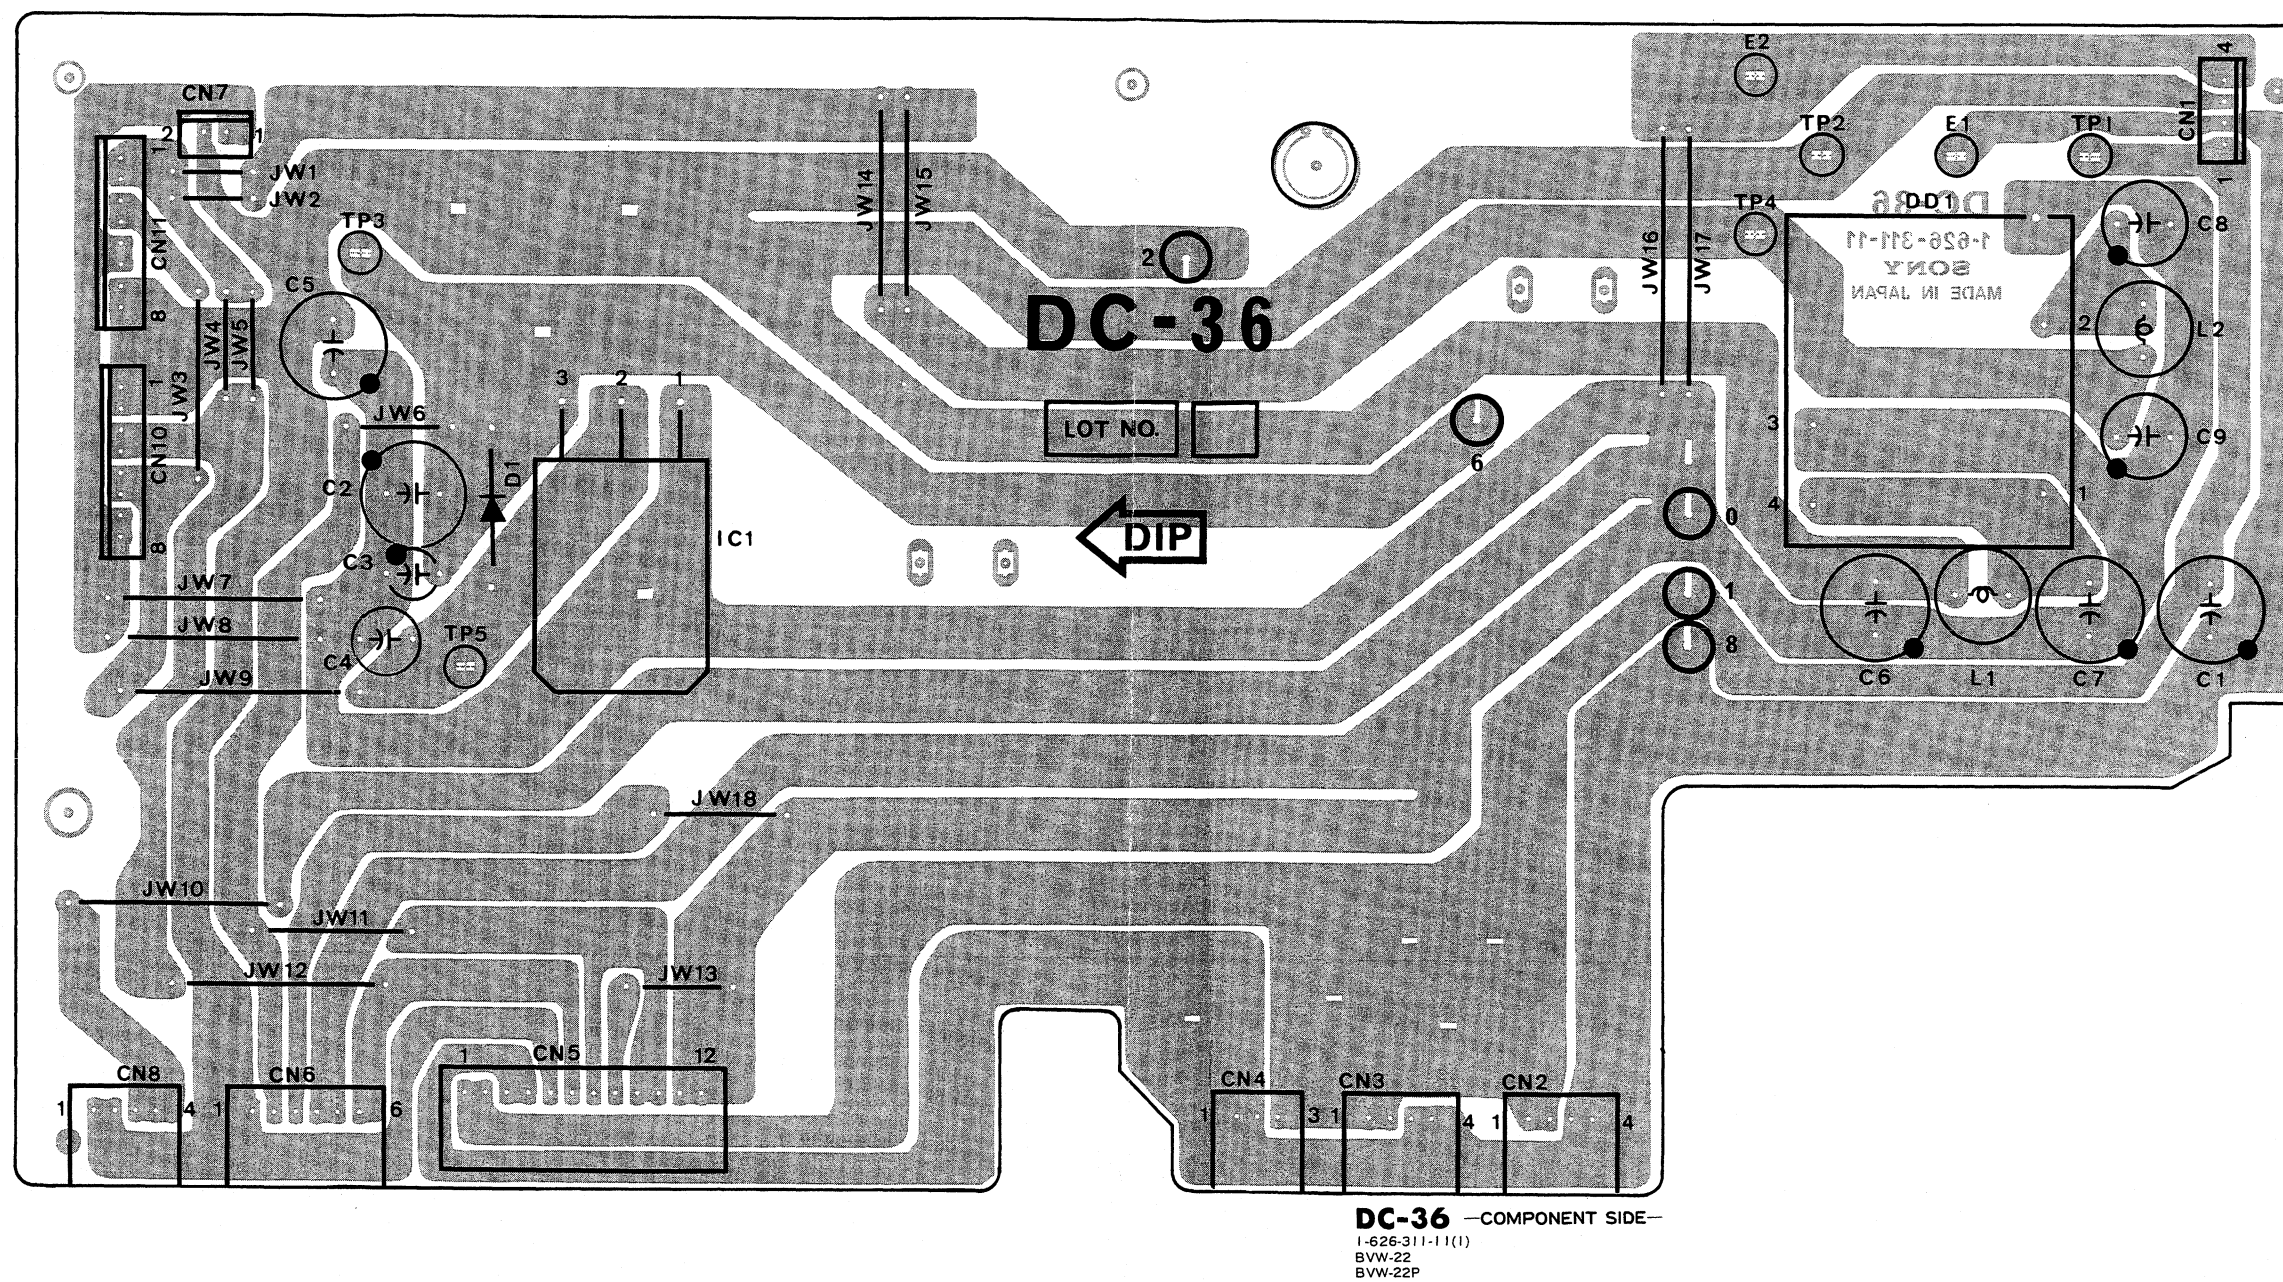 E2
4
CN7
CN1
2
1
TP2
E1
TP1
1
JW1
JW2
1
DC-36
DD1
TP3
JW14
JW15
TP4
C8
CN11
1-626-311-11
2
JW16
JW17
SONY
C5
MADE IN JAPAN
8
JW4
JW5
DC-36
2
L2
3
2
1
1
JW3
JW6
LOT NO.
3
C9
CN10
6
D1
C2
1
4
0
DIP
IC1
8
C3
JW7
1
JW8
TP5
8
C4
JW9
C6
L1
C7
C1
JW18
JW10
JW11
JW12
JW13
1
CN5
12
CN8
CN6
CN4
CN3
CN2
1
4
1
6
1
3
1
4
1
4
DC-36 —COMPONENT SIDE—
1-626-311-11(1)
BVW-22
BVW-22P